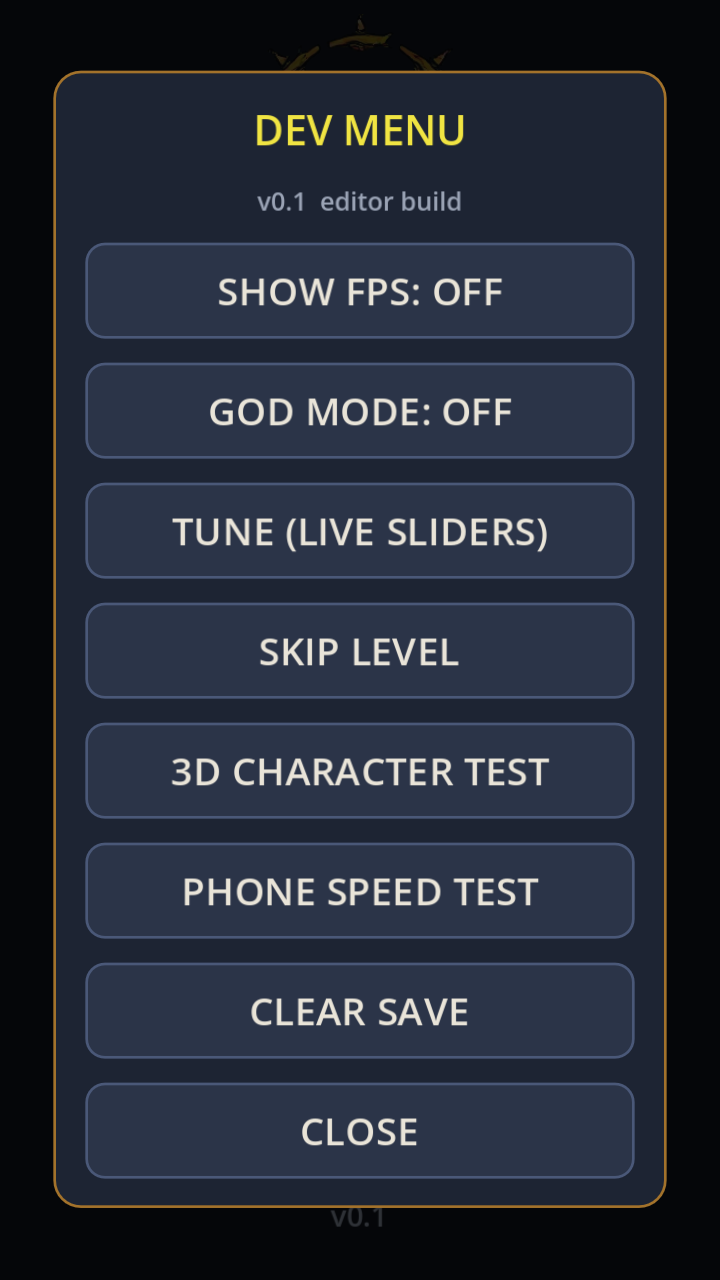 DEV MENU
v0.1  editor build
SHOW FPS: OFF
GOD MODE: OFF
TUNE (LIVE SLIDERS)
SKIP LEVEL
3D CHARACTER TEST
PHONE SPEED TEST
CLEAR SAVE
CLOSE
v0.1